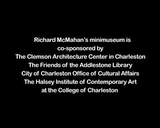 Richard McMahan's minimuseum is
co-sponsored by
The Clemson Architecture Center in Charleston
The Friends of the Addlestone Library
City of Charleston Office of Cultural Affairs
The Halsey Institute of Contemporary Art
at the College of Charleston